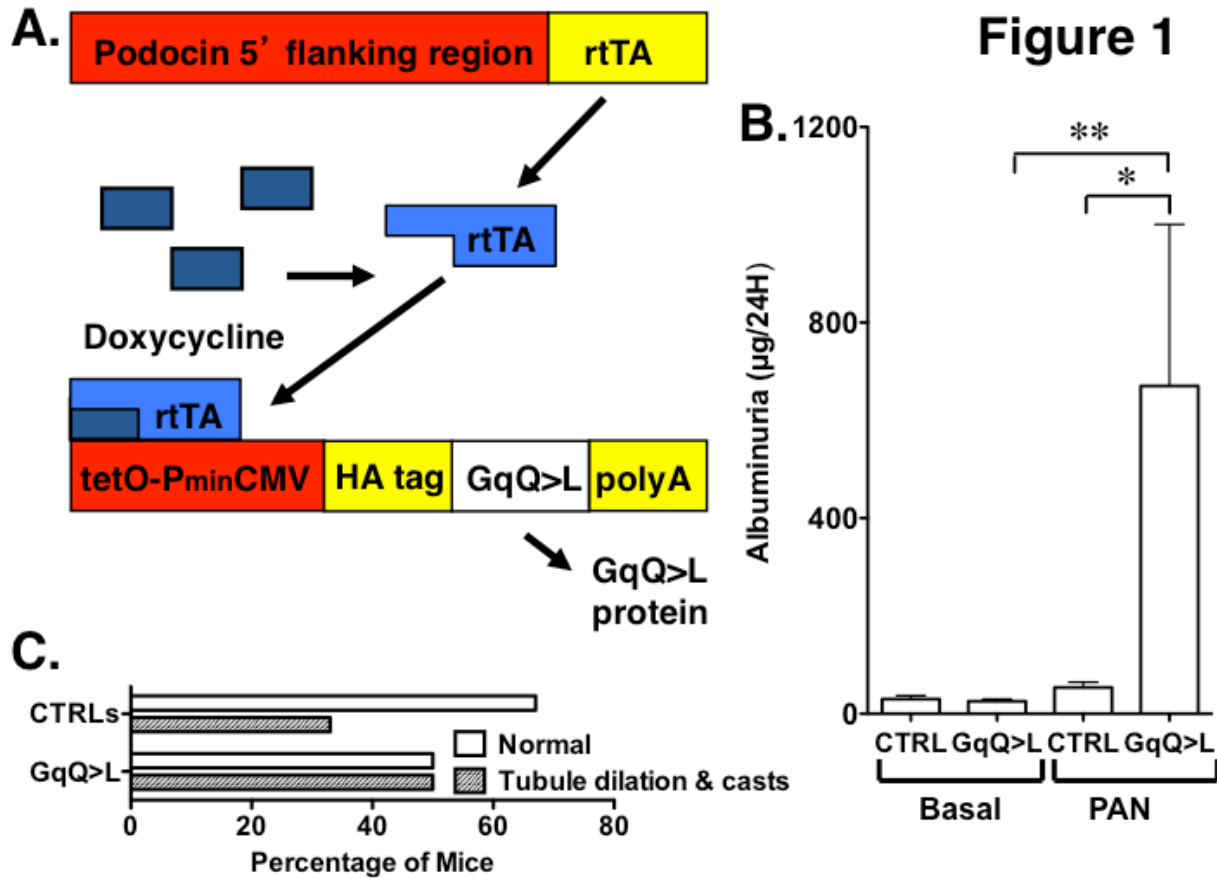 Figure 1
A.
Podocin 5′ flanking region
rtTA
rtTA
Doxycycline
rtTA
tetO-PminCMV
HA tag
GqQ>L
polyA
GqQ>L
protein
B.
Albuminuria (µg/24H)
1200
800
400
0
**
*
CTRL GqQ>L CTRL GqQ>L
Basal PAN
C.
CTRLs
GqQ>L
Normal
Tubule dilation & casts
0 20 40 60 80
Percentage of Mice